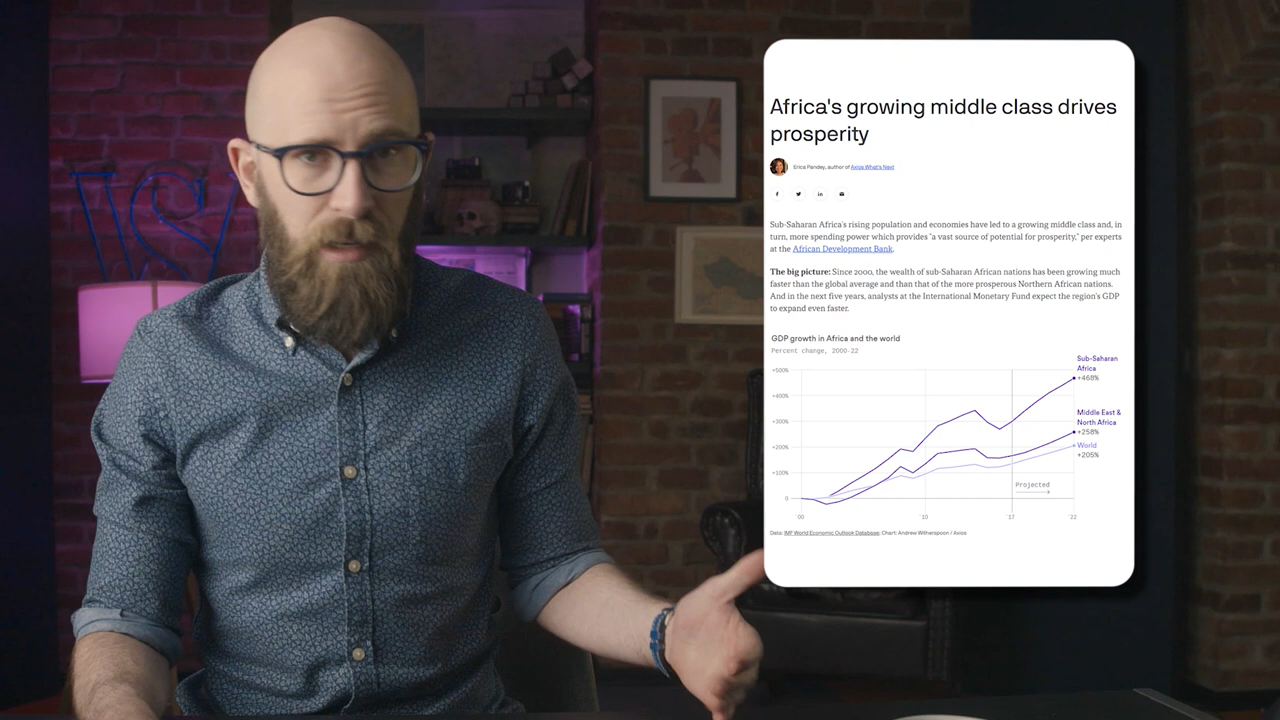 Africa's growing middle class drives
prosperity
Erica Pandey, author of Axios What's Next
Sub-Saharan Africa's rising population and economies have led to a growing middle class and, in
turn, more spending power which provides "a vast source of potential for prosperity," per experts
at the African Development Bank.
The big picture: Since 2000, the wealth of sub-Saharan African nations has been growing much
faster than the global average and than that of the more prosperous Northern African nations.
And in the next five years, analysts at the International Monetary Fund expect the region's GDP
to expand even faster.
GDP growth in Africa and the world
Percent change, 2000-22
+500%
+400%
+300%
+200%
+100%
0
'00
'10
'17
'22
Projected
Sub-Saharan
Africa
+468%
Middle East &
North Africa
+258%
World
+205%
Data: IMF World Economic Outlook Database; Chart: Andrew Witherspoon / Axios